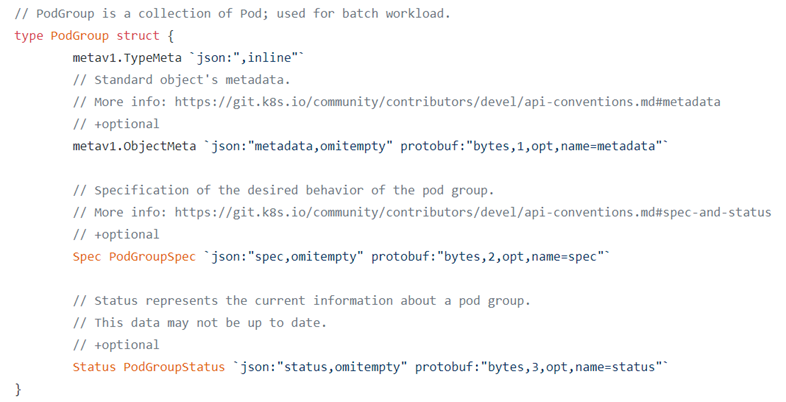 // PodGroup is a collection of Pod; used for batch workload.
type PodGroup struct {
metav1.TypeMeta `json:",inline"`
// Standard object's metadata.
// More info: https://git.k8s.io/community/contributors/devel/api-conventions.md#metadata
// +optional
metav1.ObjectMeta `json:"metadata,omitempty" protobuf:"bytes,1,opt,name=metadata"`
// Specification of the desired behavior of the pod group.
// More info: https://git.k8s.io/community/contributors/devel/api-conventions.md#spec-and-status
// +optional
Spec PodGroupSpec `json:"spec,omitempty" protobuf:"bytes,2,opt,name=spec"`
// Status represents the current information about a pod group.
// This data may not be up to date.
// +optional
Status PodGroupStatus `json:"status,omitempty" protobuf:"bytes,3,opt,name=status"`
}